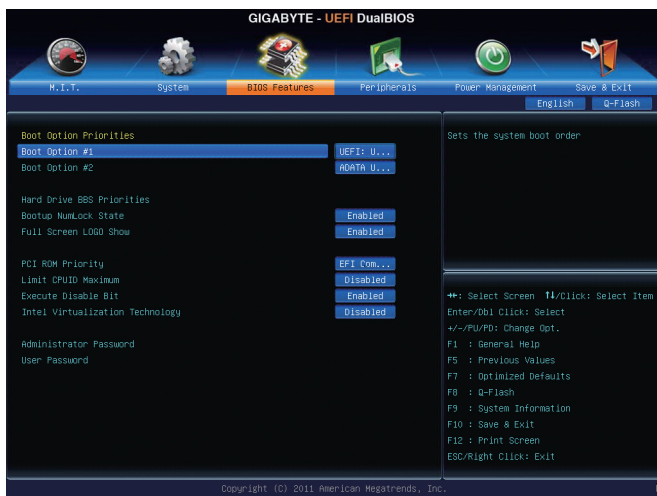 GIGABYTE - UEFI DualBIOS
M.I.T. System BIOS Features Peripherals Power Management Save & Exit
English Q-Flash
Boot Option Priorities
Boot Option #1 UEFI: U...
Boot Option #2 ADATA U...
Hard Drive BBS Priorities
Bootup NumLock State Enabled
Full Screen LOGO Show Enabled
PCI ROM Priority EFI Com...
Limit CPUID Maximum Disabled
Execute Disable Bit Enabled
Intel Virtualization Technology Disabled
Administrator Password
User Password
Sets the system boot order
→←: Select Screen ↑↓/Click: Select Item
Enter/Dbl Click: Select
+/-/PU/PD: Change Opt.
F1 : General Help
F5 : Previous Values
F7 : Optimized Defaults
F8 : Q-Flash
F9 : System Information
F10 : Save & Exit
F12 : Print Screen
ESC/Right Click: Exit
Copyright (C) 2011 American Megatrends, Inc.